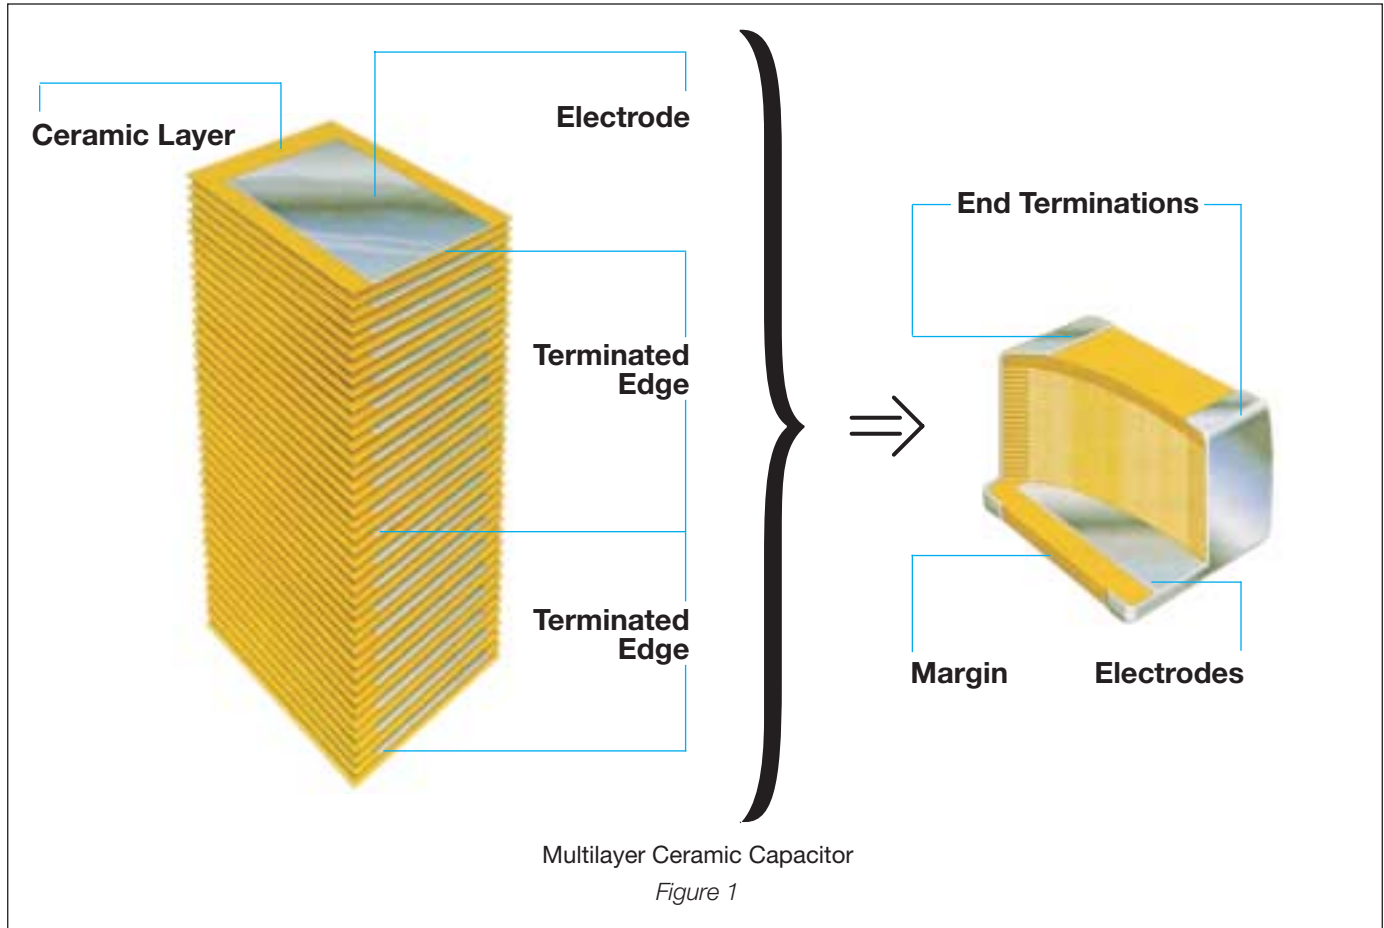 Ceramic Layer
Electrode
Terminated
Edge
Terminated
Edge
End Terminations
Margin
Electrodes
Multilayer Ceramic Capacitor
Figure 1